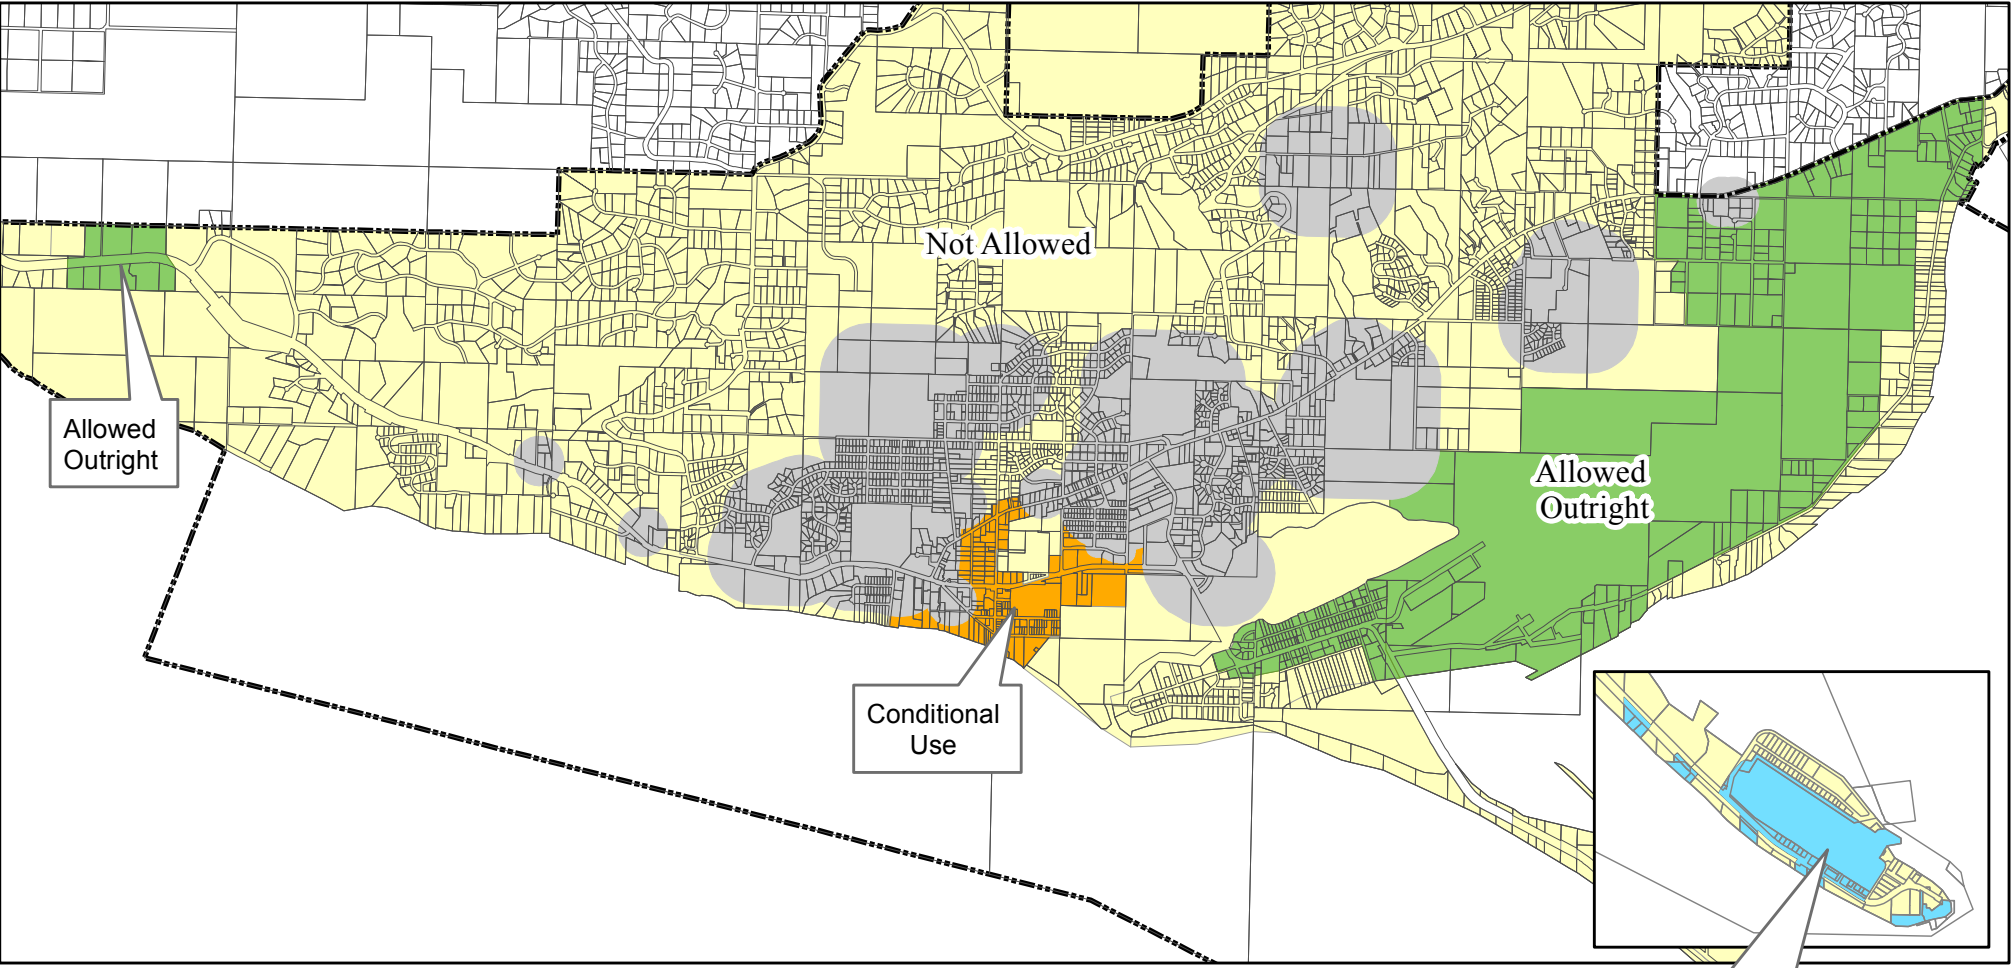 Not Allowed
Allowed
Outright
Allowed
Outright
Conditional
Use